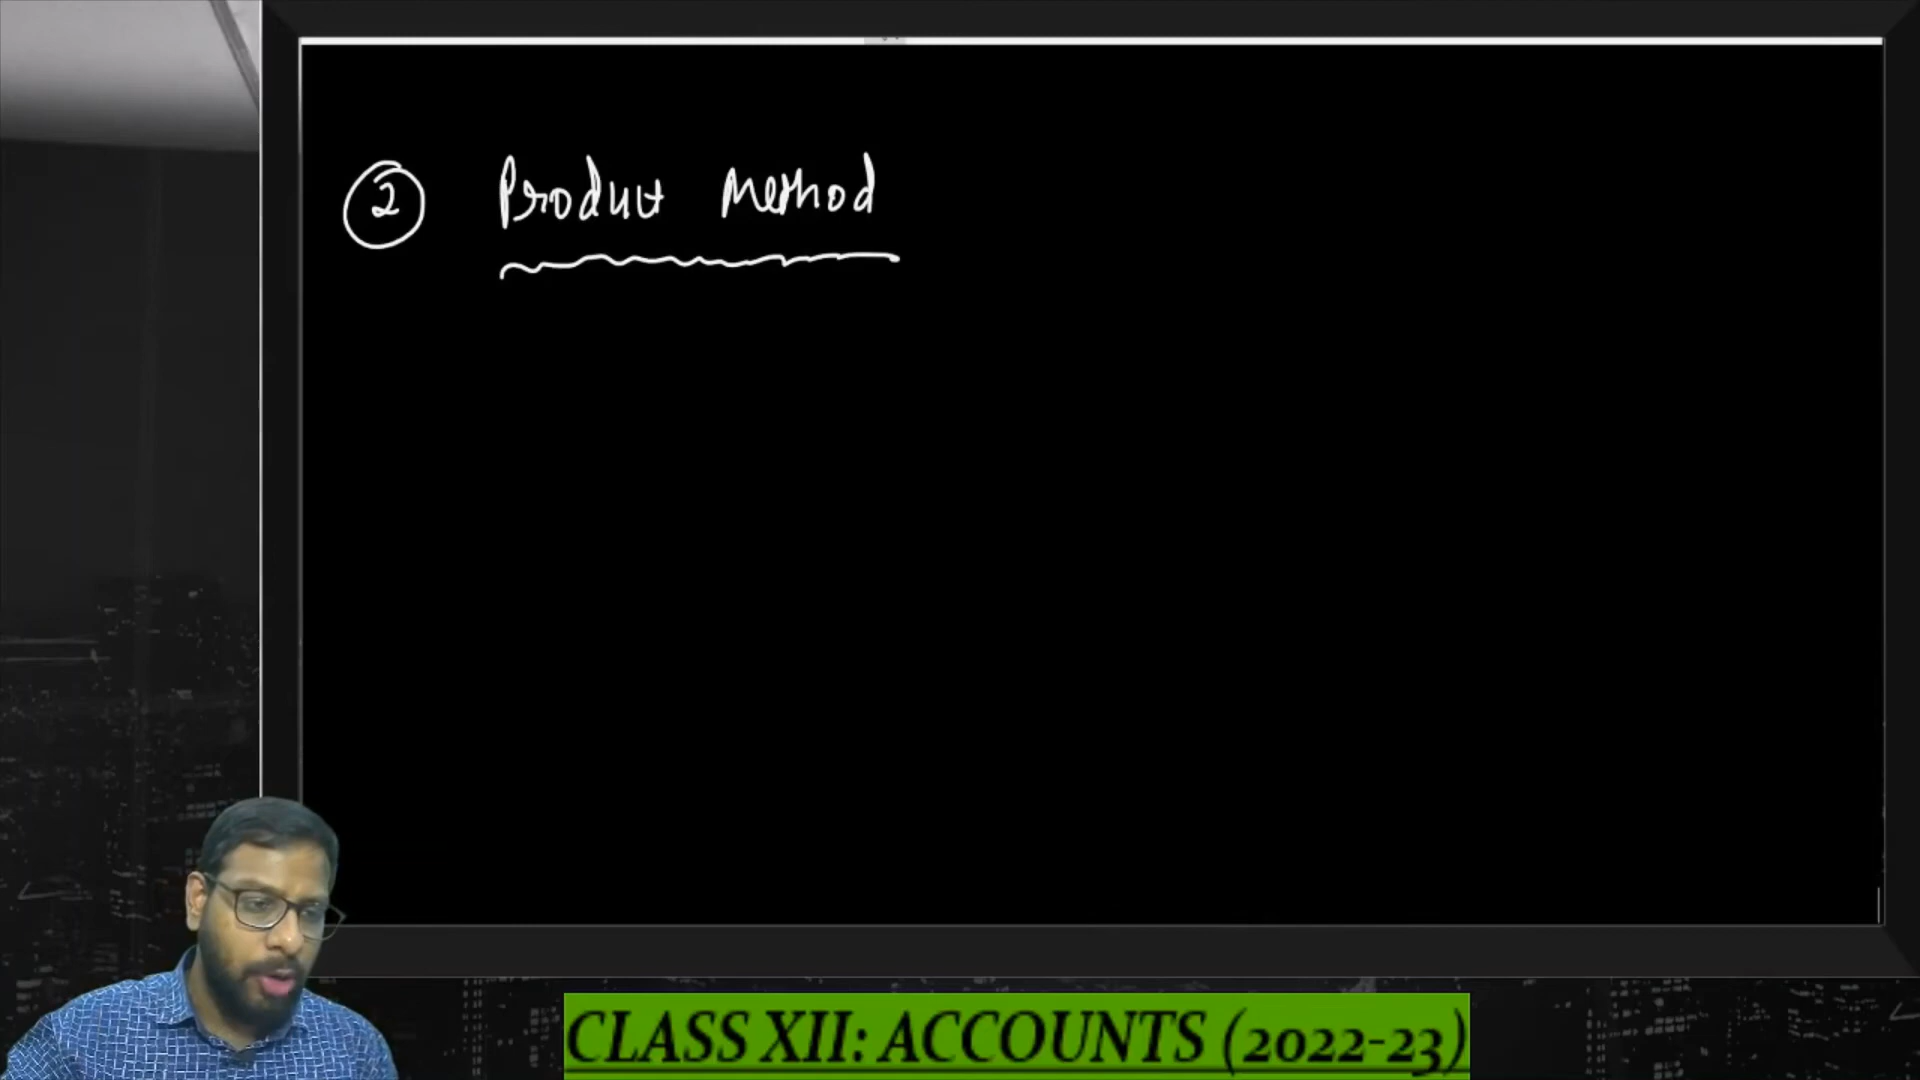 ② Product Method
CLASS XII: ACCOUNTS (2022-23)